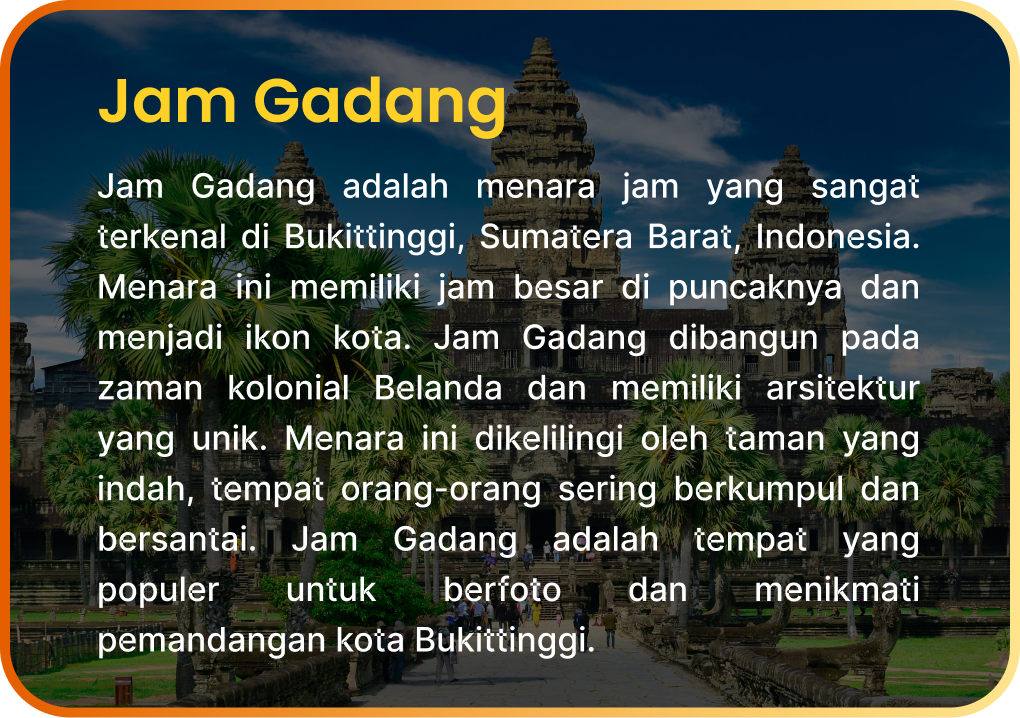 Jam Gadang
Jam Gadang adalah menara jam yang sangat
terkenal di Bukittinggi, Sumatera Barat, Indonesia.
Menara ini memiliki jam besar di puncaknya dan
menjadi ikon kota. Jam Gadang dibangun pada
zaman kolonial Belanda dan memiliki arsitektur
yang unik. Menara ini dikelilingi oleh taman yang
indah, tempat orang-orang sering berkumpul dan
bersantai. Jam Gadang adalah tempat yang
populer untuk berfoto dan menikmati
pemandangan kota Bukittinggi.